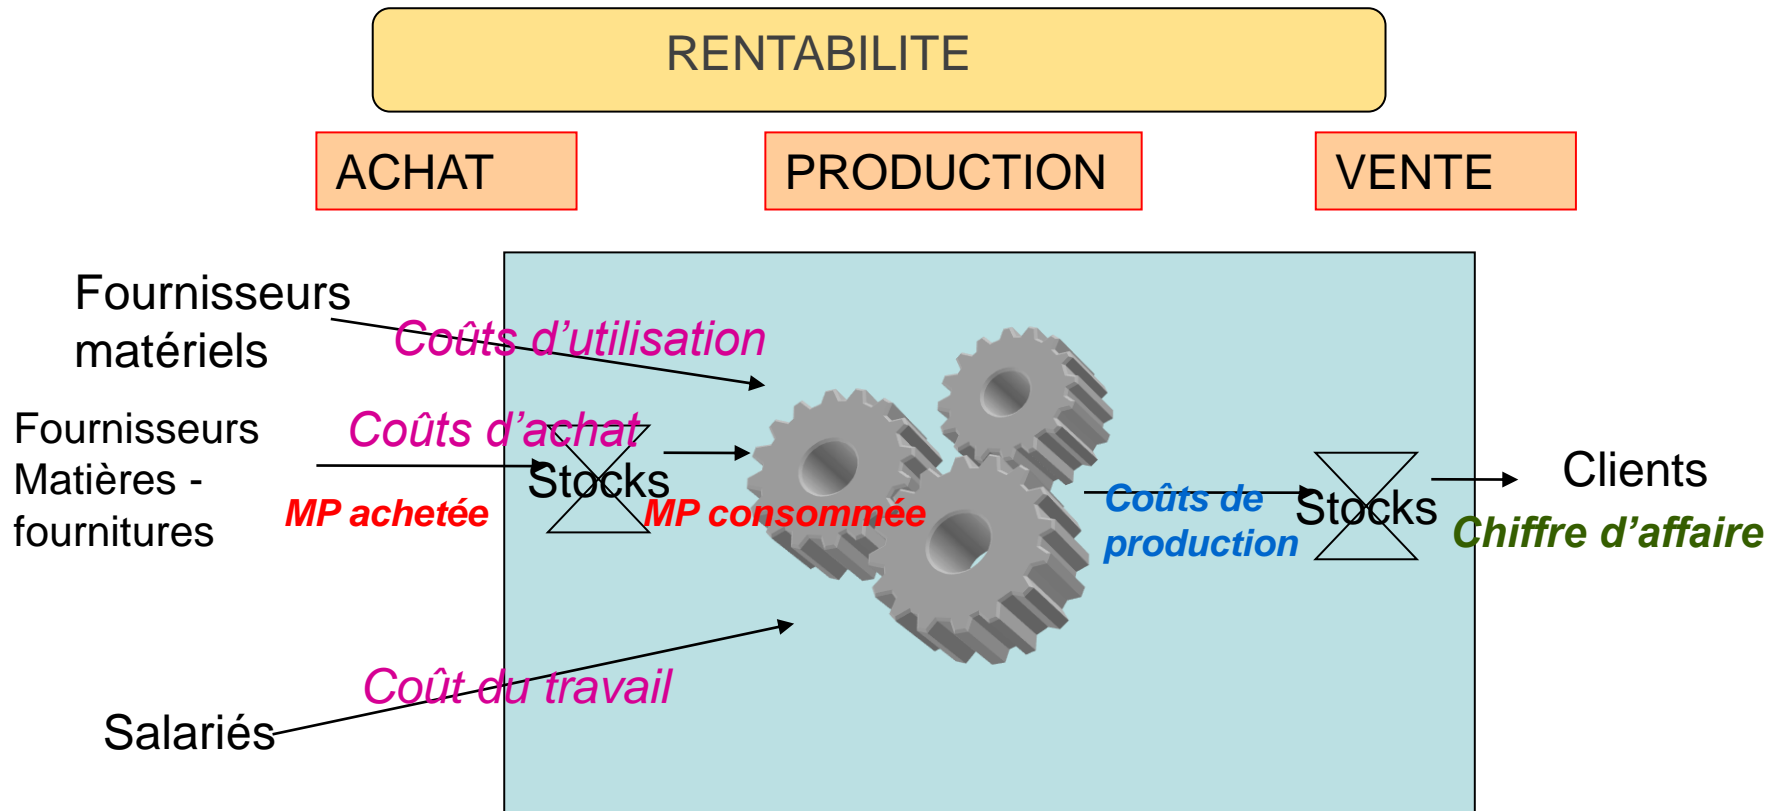 RENTABILITE
ACHAT
PRODUCTION
VENTE
Fournisseurs
matériels
Coûts d’utilisation
Fournisseurs
Matières -
fournitures
Coûts d’achat
Stocks
MP achetée
MP consommée
Coûts de
production
Stocks
Clients
Chiffre d’affaire
Coût du travail
Salariés